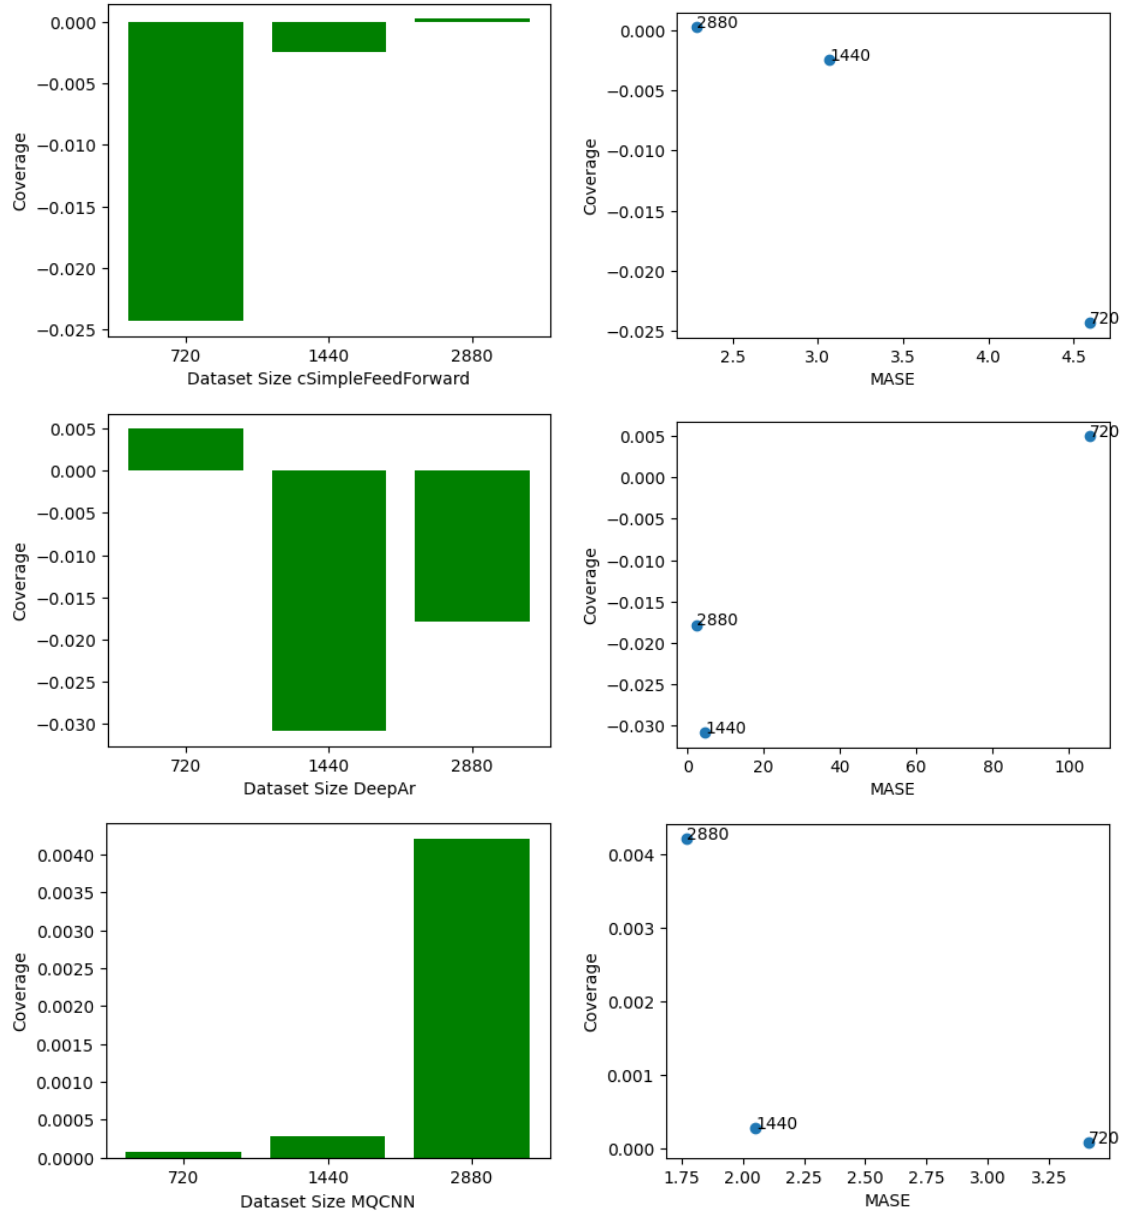 0.000
−0.005
−0.010
−0.015
−0.020
−0.025
Coverage
720 1440 2880
Dataset Size cSimpleFeedForward
0.000
−0.005
−0.010
−0.015
−0.020
−0.025
Coverage
2880
1440
720
2.5 3.0 3.5 4.0 4.5
MASE
0.005
0.000
−0.005
−0.010
−0.015
−0.020
−0.025
−0.030
Coverage
720 1440 2880
Dataset Size DeepAr
0.005
0.000
−0.005
−0.010
−0.015
−0.020
−0.025
−0.030
Coverage
720
2880
1440
0 20 40 60 80 100
MASE
0.0040
0.0035
0.0030
0.0025
0.0020
0.0015
0.0010
0.0005
0.0000
Coverage
720 1440 2880
Dataset Size MQCNN
0.004
0.003
0.002
0.001
0.000
Coverage
2880
1440
720
1.75 2.00 2.25 2.50 2.75 3.00 3.25
MASE